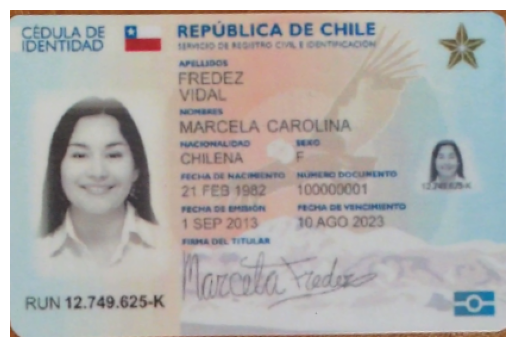 CÉDULA DE
IDENTIDAD
REPÚBLICA DE CHILE
SERVICIO DE REGISTRO CIVIL E IDENTIFICACIÓN
APELLIDOS
FREDEZ
VIDAL
NOMBRES
MARCELA CAROLINA
NACIONALIDAD SEXO
CHILENA F
FECHA DE NACIMIENTO NÚMERO DOCUMENTO
21 FEB 1982 100000001
FECHA DE EMISIÓN FECHA DE VENCIMIENTO
1 SEP 2013 10 AGO 2023
FIRMA DEL TITULAR
Marcela Fredez
RUN 12.749.625-K